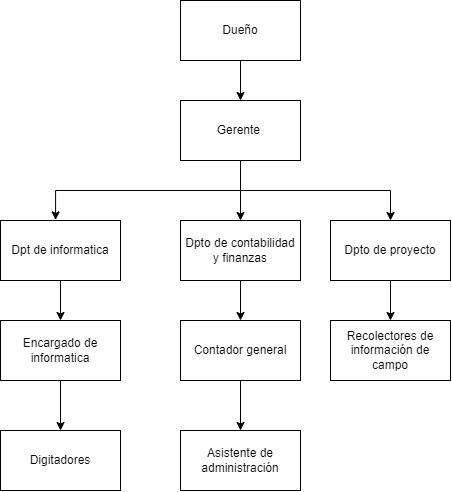 Dueño
Gerente
Dpt de informatica
Dpto de contabilidad
y finanzas
Dpto de proyecto
Encargado de
informatica
Contador general
Recolectores de
información de
campo
Digitadores
Asistente de
administración